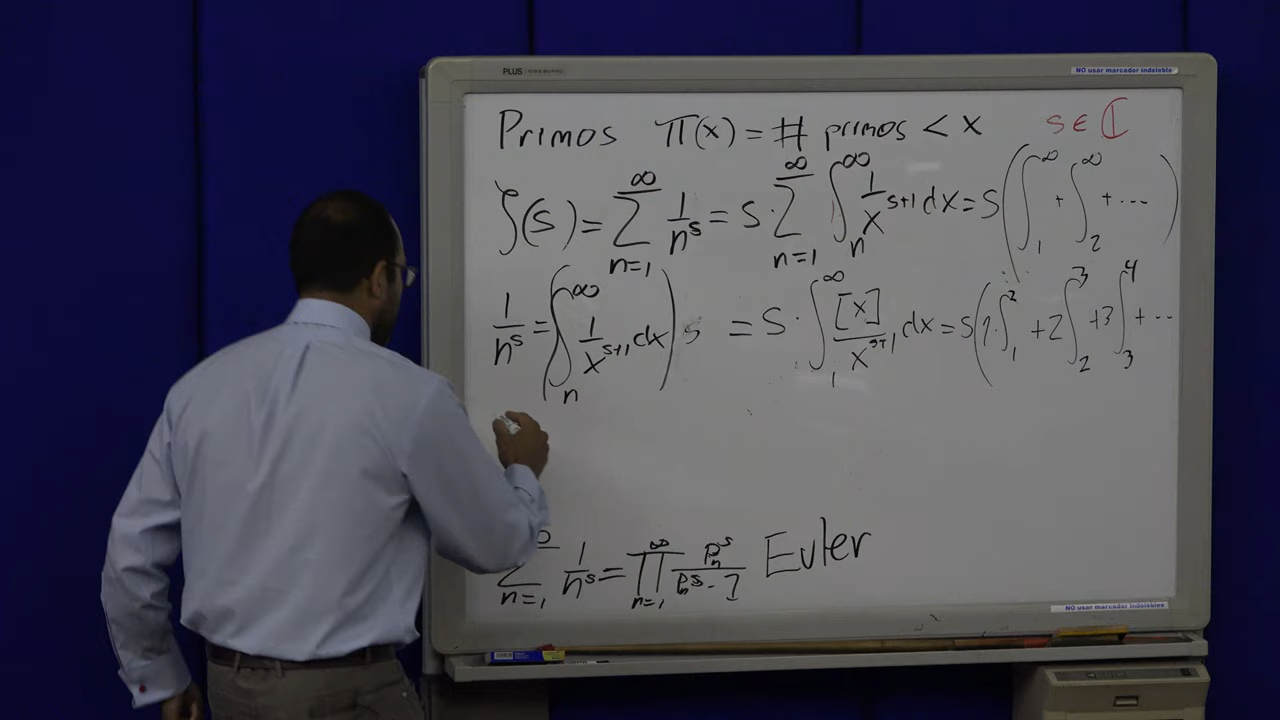 PLUS
NO usar marcador indeleble
Primos π(x) = # primos < x s ∈ ℂ
ζ(s) = ∑_{n=1}^{∞} 1/n^s = s · ∑_{n=1}^{∞} ∫_n^∞ 1/x^{s+1} dx = s(∫_1^∞ + ∫_2^∞ + ...)
1/n^s = (∫_n^∞ 1/x^{s+1} dx) s = s · ∫_1^∞ [x]/x^{s+1} dx = s(1·∫_1^2 + 2∫_2^3 + 3∫_3^4 + ...
∑_{n=1}^{∞} 1/n^s = ∏_{n=1}^{∞} p_n^s/(p_n^s - 1) Euler
NO usar marcador indelebles